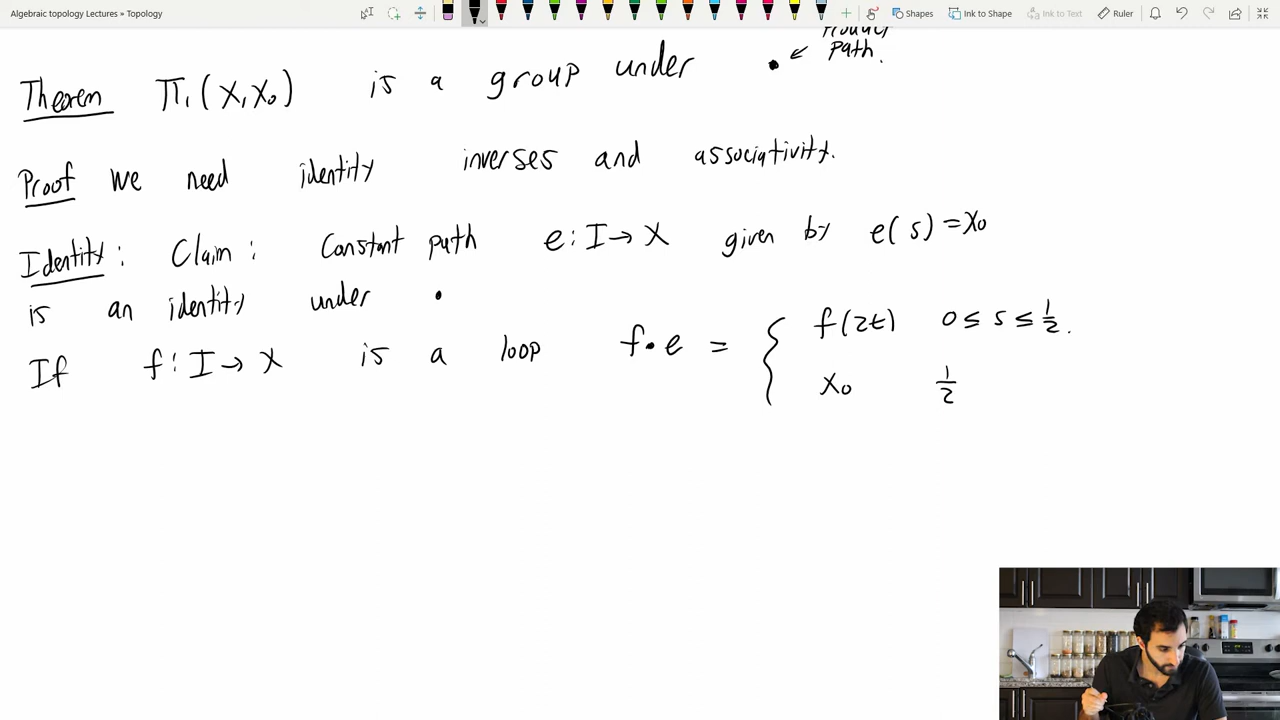 Algebraic topology Lectures » Topology
Shapes Ink to Shape Ink to Text Ruler
Product
Path.
Theorem π₁(X,x₀) is a group under • ←
Proof We need identity inverses and associativity.
Identity: Claim: Constant path e: I→X given by e(s)=x₀
is an identity under •
If f: I→X is a loop f•e = { f(2t) 0≤s≤1/2.
x₀ 1/2